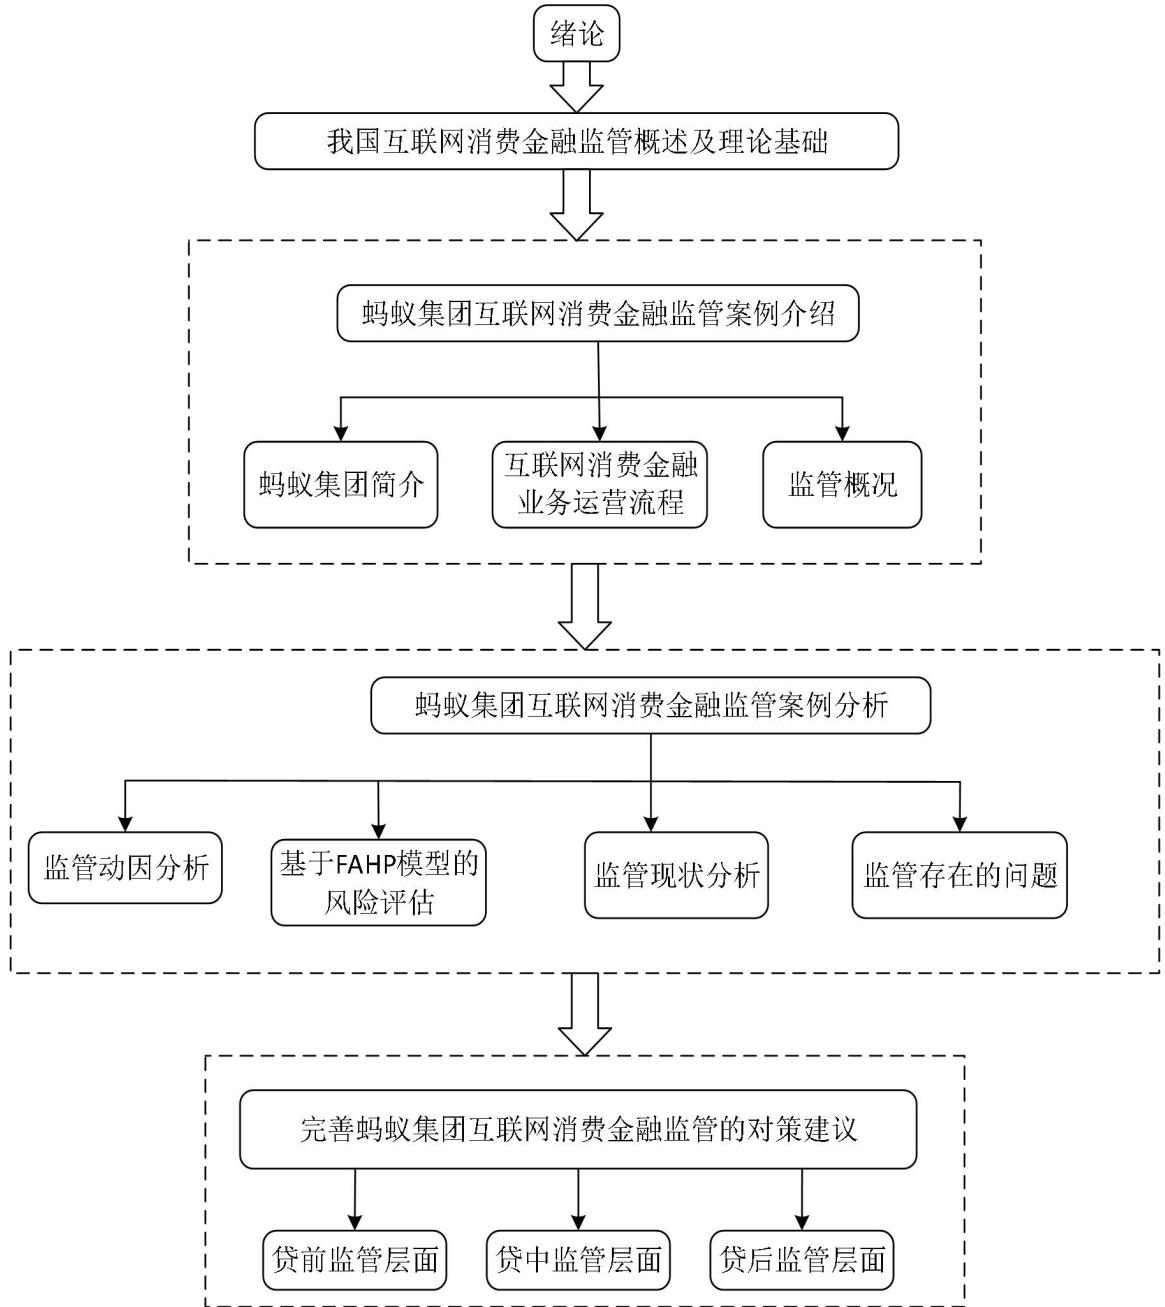 绪论
我国互联网消费金融监管概述及理论基础
蚂蚁集团互联网消费金融监管案例介绍
蚂蚁集团简介
互联网消费金融
业务运营流程
监管概况
蚂蚁集团互联网消费金融监管案例分析
监管动因分析
基于FAHP模型的
风险评估
监管现状分析
监管存在的问题
完善蚂蚁集团互联网消费金融监管的对策建议
贷前监管层面
贷中监管层面
贷后监管层面